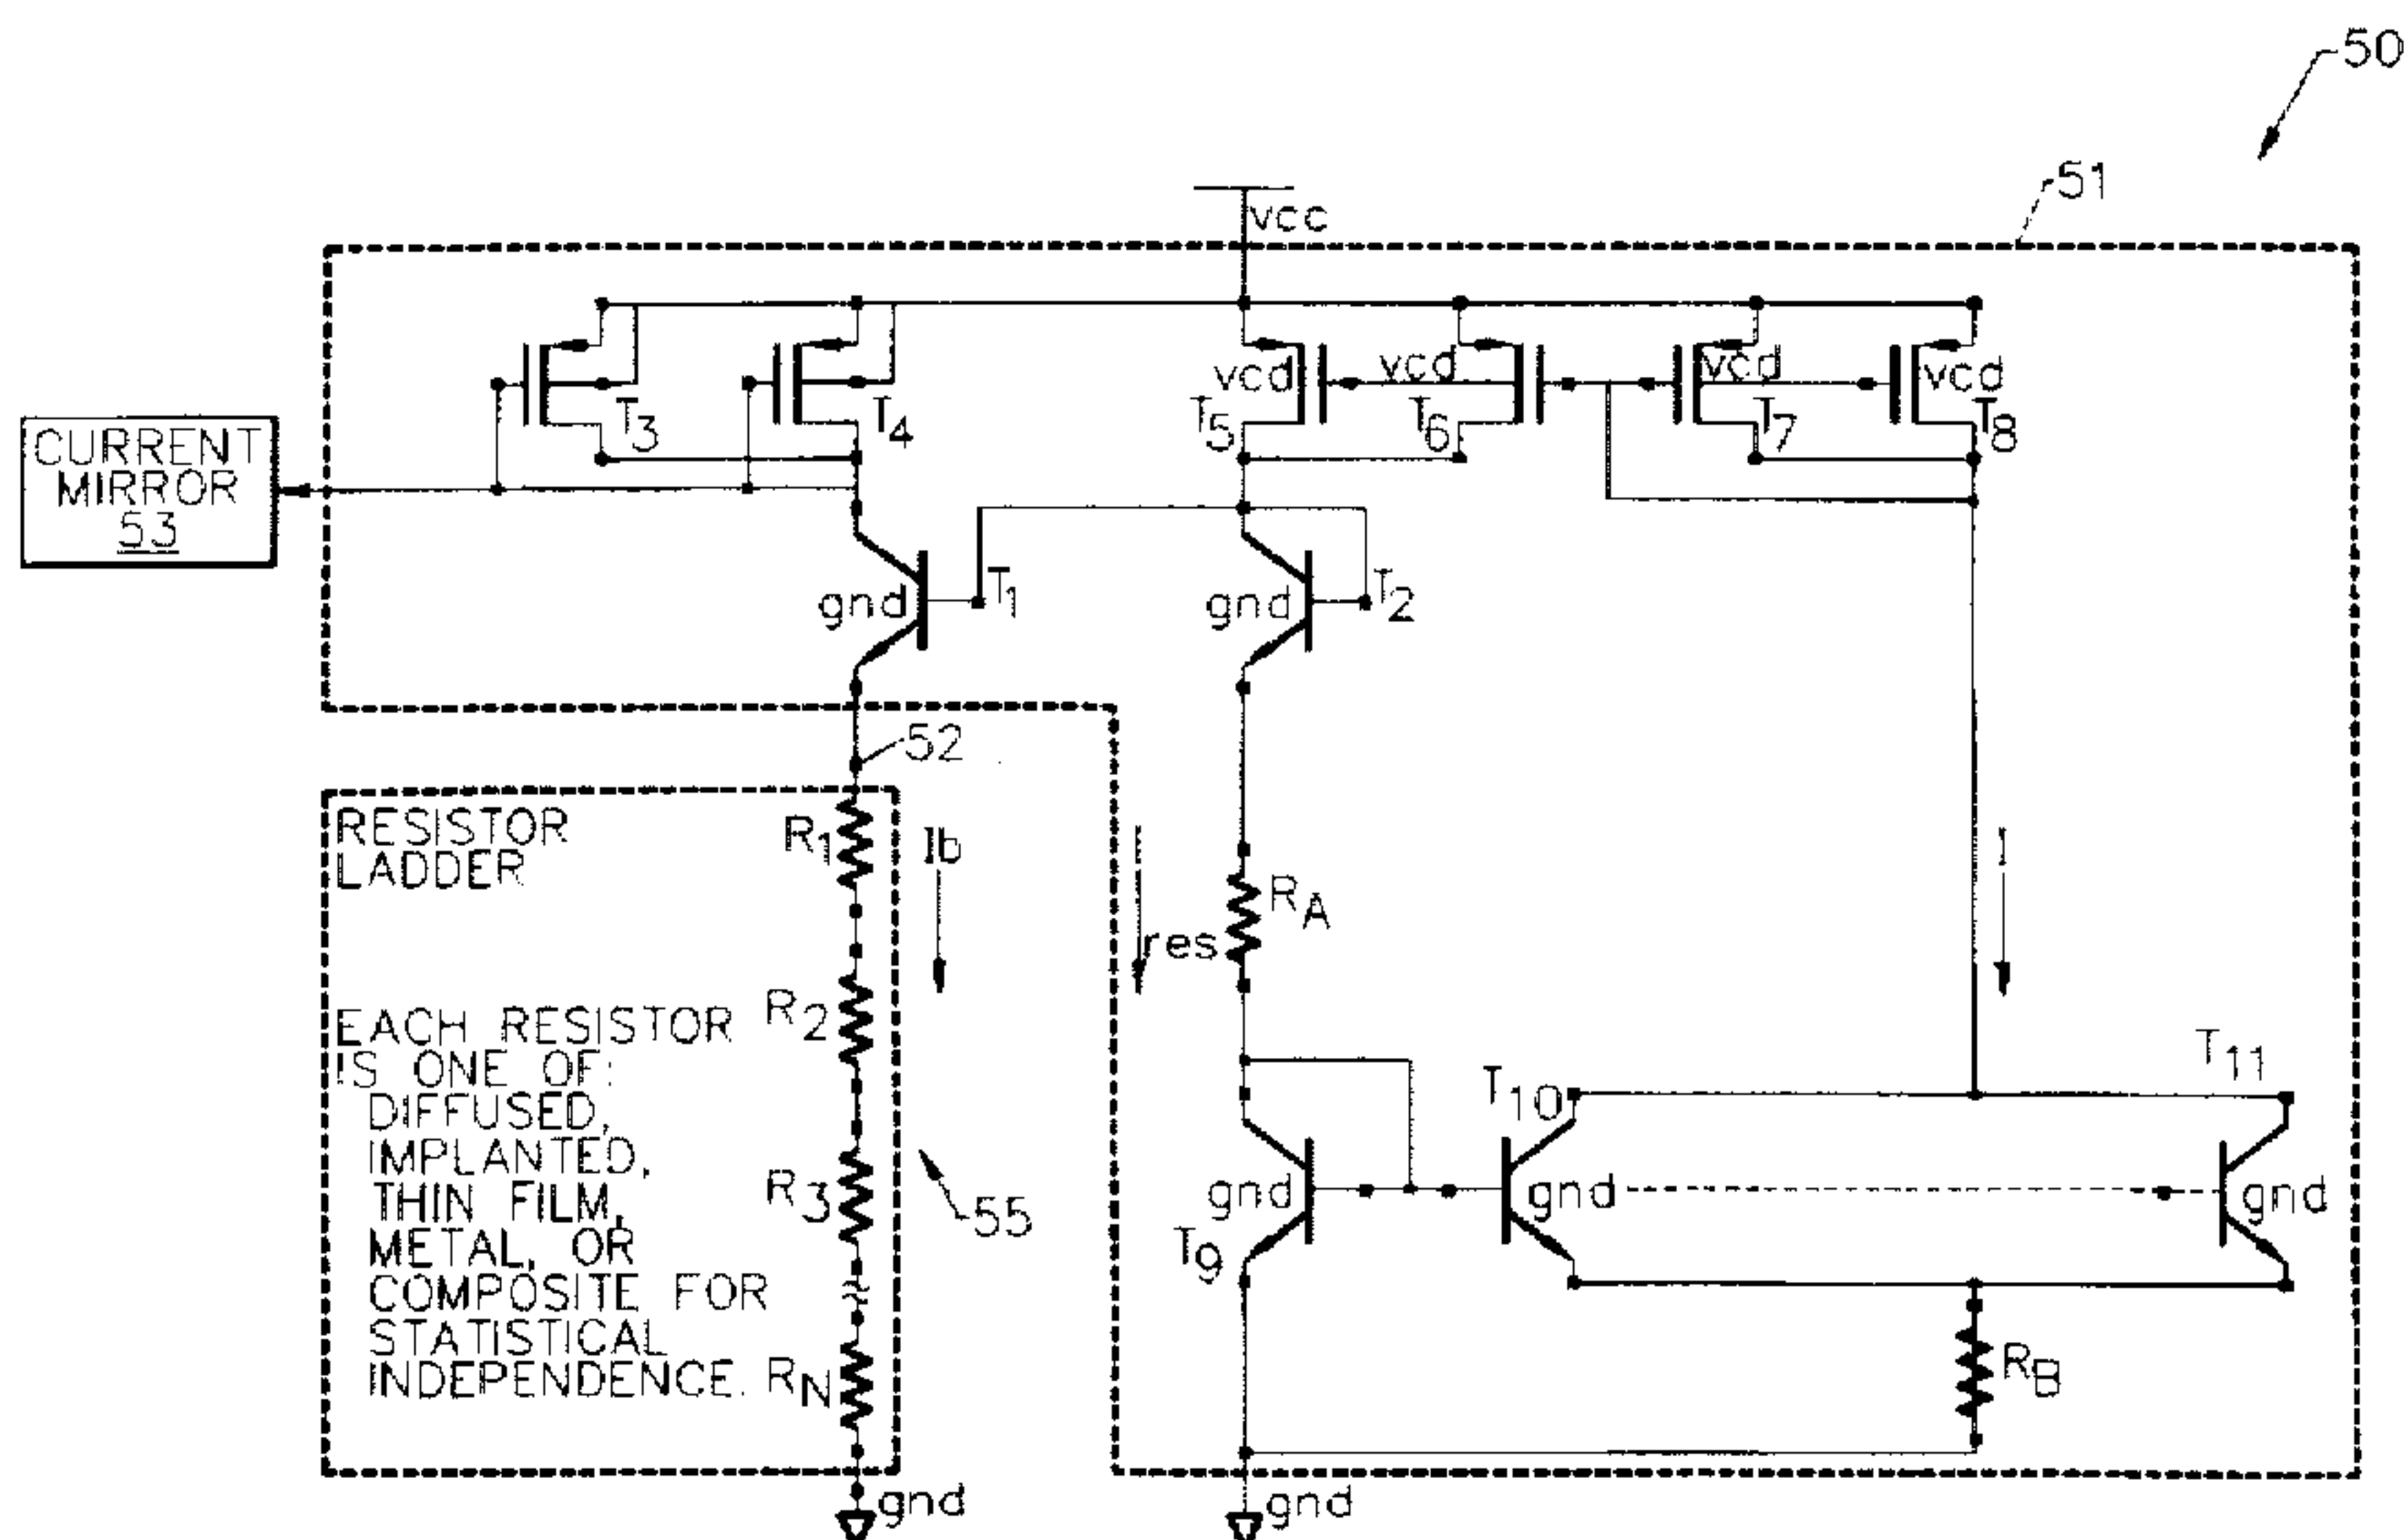 50
51
vcc
vcd
vcd
vcd
vcd
T3
T4
T5
T6
T7
T8
CURRENT
MIRROR
53
gnd
T1
gnd
T2
52
RESISTOR
LADDER
R1
Ib
I
res
RA
EACH RESISTOR
IS ONE OF:
DIFFUSED,
IMPLANTED,
THIN FILM,
METAL, OR
COMPOSITE FOR
STATISTICAL
INDEPENDENCE.
R2
R3
RN
55
T10
T11
gnd
gnd
gnd
T9
RB
gnd
gnd